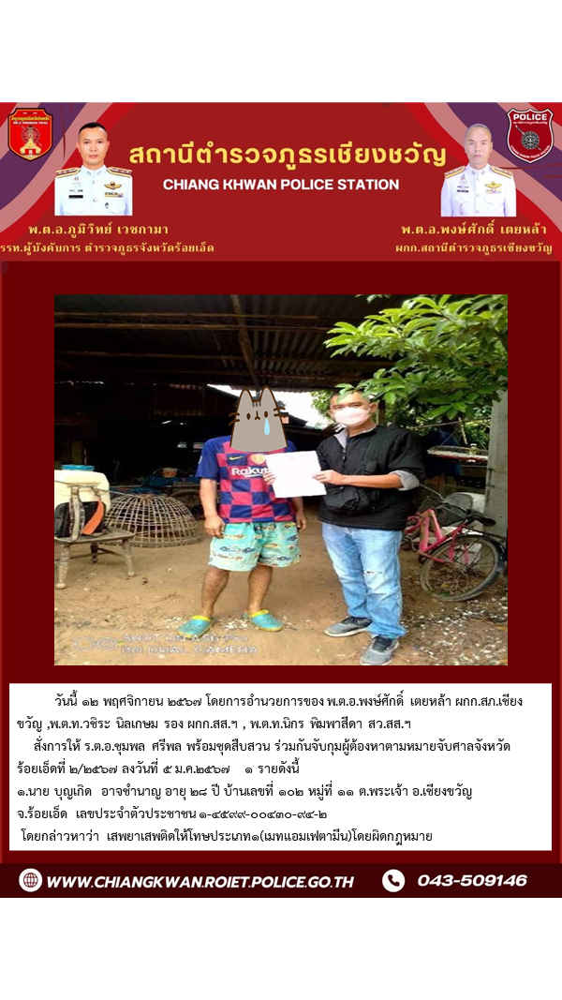 สถานีตำรวจภูธรเชียงขวัญ
CHIANG KHWAN POLICE STATION
POLICE
พ.ต.อ.ภูมิวิทย์ เวชกามา
รรท.ผู้บังคับการ ตำรวจภูธรจังหวัดร้อยเอ็ด
พ.ต.อ.พงษ์ศักดิ์ เตยหล้า
ผกก.สถานีตำรวจภูธรเชียงขวัญ
Rakut
SHOT ON A3G Pro
DUAL CAMERA
วันนี้ ๑๒ พฤศจิกายน ๒๕๖๗ โดยการอำนวยการของ พ.ต.อ.พงษ์ศักดิ์ เตยหล้า ผกก.สภ.เชียง
ขวัญ ,พ.ต.ท.วชิระ นิลเกษม รอง ผกก.สส.ฯ , พ.ต.ท.นิกร พิมพาสีดา สว.สส.ฯ
สั่งการให้ ร.ต.อ.ชุมพล ศรีพล พร้อมชุดสืบสวน ร่วมกันจับกุมผู้ต้องหาตามหมายจับศาลจังหวัด
ร้อยเอ็ดที่ ๒/๒๕๖๗ ลงวันที่ ๕ ม.ค.๒๕๖๗ ๑ รายดังนี้
๑.นาย บุญเกิด อาจชำนาญ อายุ ๒๘ ปี บ้านเลขที่ ๑๐๒ หมู่ที่ ๑๑ ต.พระเจ้า อ.เชียงขวัญ
จ.ร้อยเอ็ด เลขประจำตัวประชาชน ๑-๔๕๙๙-๐๐๔๓๐-๙๔-๒
โดยกล่าวหาว่า เสพยาเสพติดให้โทษประเภท๑(เมทแอมเฟตามีน)โดยผิดกฎหมาย
WWW.CHIANGKWAN.ROIET.POLICE.GO.TH
043-509146